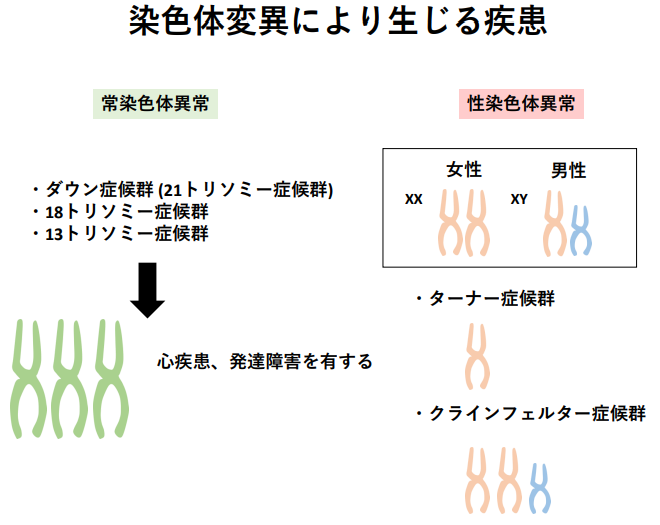 染色体変異により生じる疾患
常染色体異常
・ダウン症候群 (21トリソミー症候群)
・18トリソミー症候群
・13トリソミー症候群
心疾患、発達障害を有する
性染色体異常
女性
男性
XX
XY
・ターナー症候群
・クラインフェルター症候群